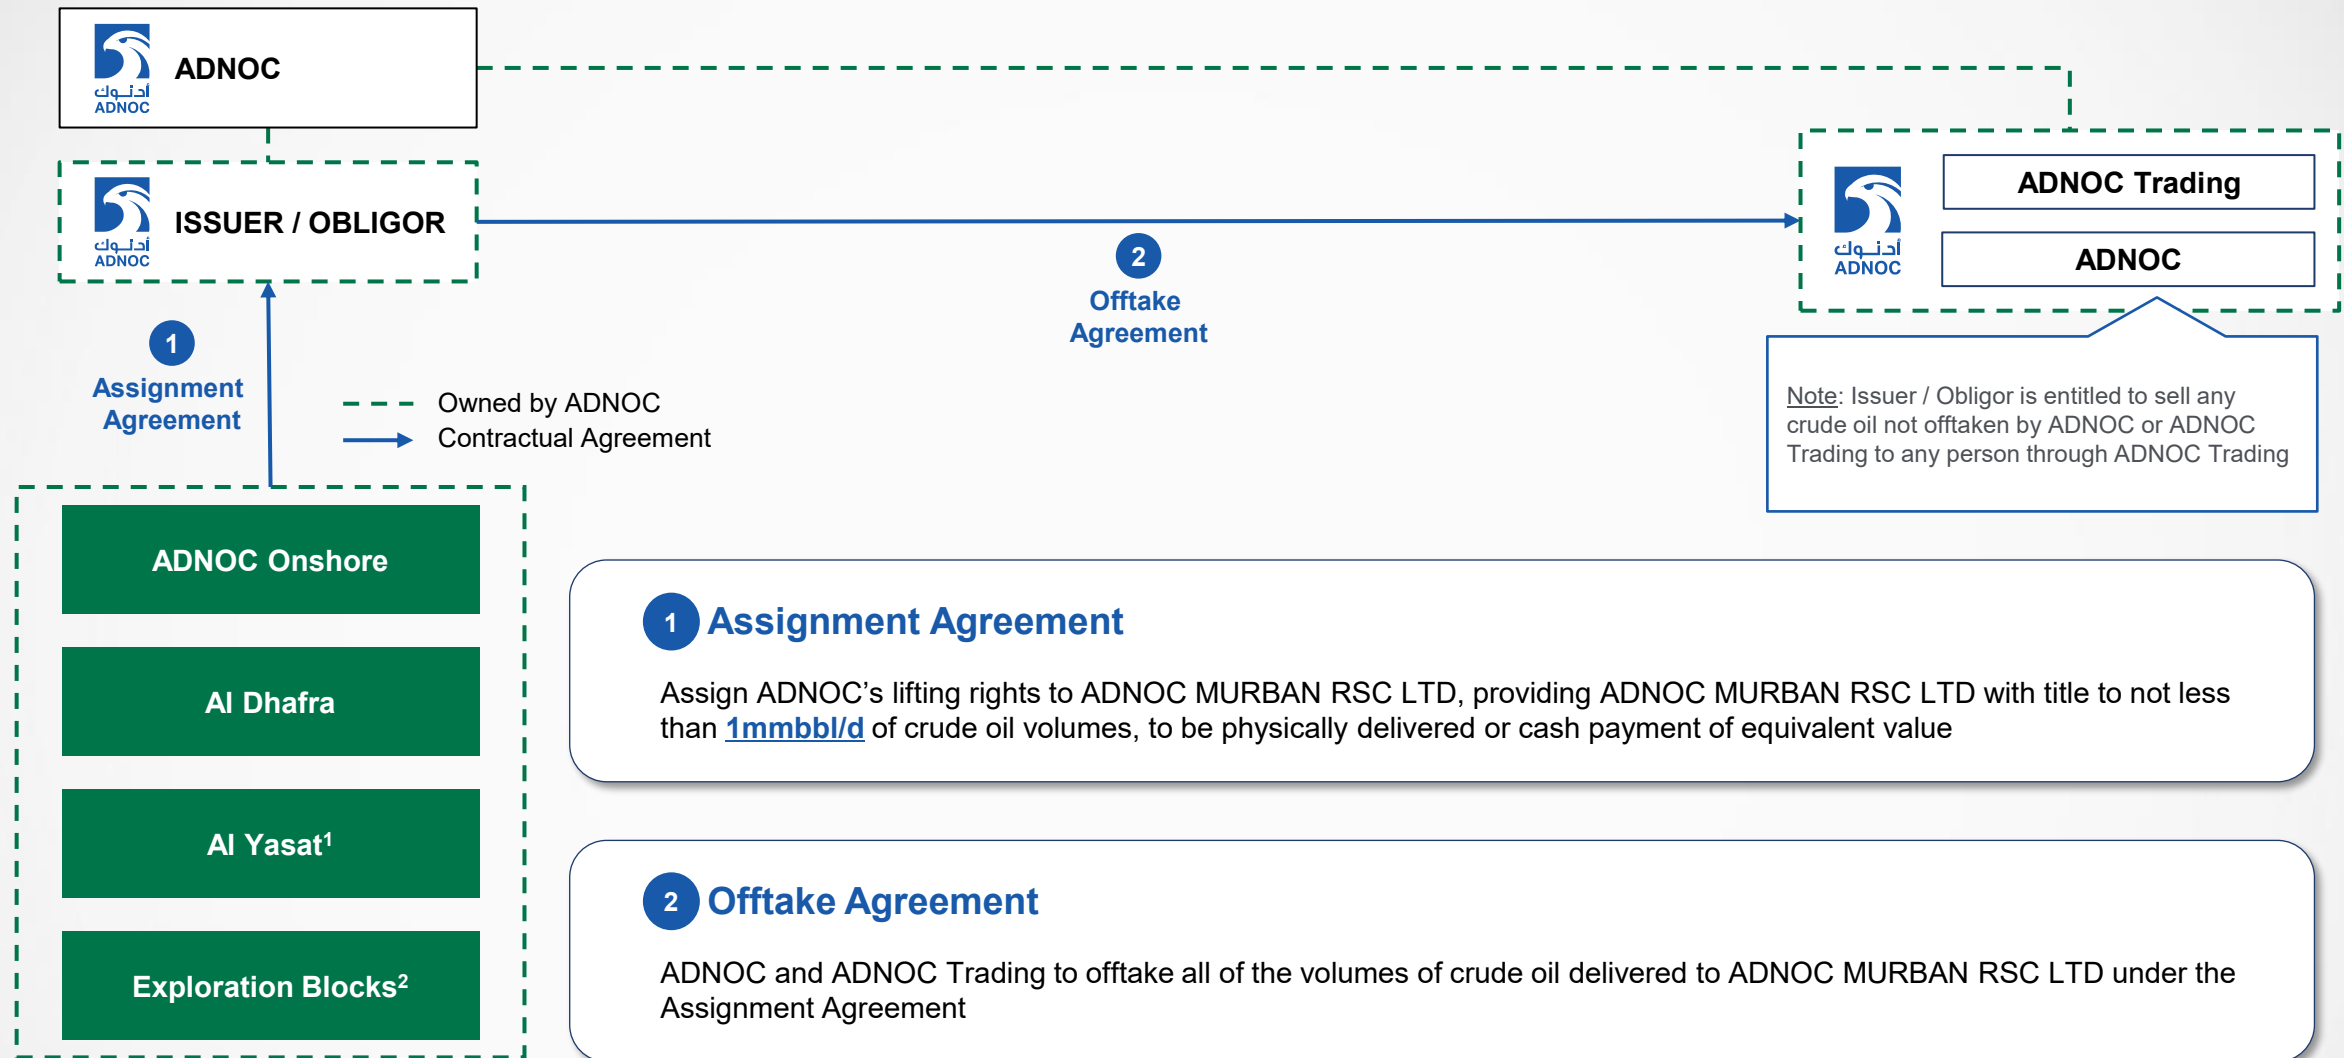 أدنوك
ADNOC
ADNOC
أدنوك
ADNOC
ISSUER / OBLIGOR
أدنوك
ADNOC
ADNOC Trading
ADNOC
2
Offtake
Agreement
1
Assignment
Agreement
Owned by ADNOC
Contractual Agreement
Note: Issuer / Obligor is entitled to sell any
crude oil not offtaken by ADNOC or ADNOC
Trading to any person through ADNOC Trading
ADNOC Onshore
Al Dhafra
Al Yasat¹
Exploration Blocks²
1 Assignment Agreement
Assign ADNOC’s lifting rights to ADNOC MURBAN RSC LTD, providing ADNOC MURBAN RSC LTD with title to not less
than 1mmbbl/d of crude oil volumes, to be physically delivered or cash payment of equivalent value
2 Offtake Agreement
ADNOC and ADNOC Trading to offtake all of the volumes of crude oil delivered to ADNOC MURBAN RSC LTD under the
Assignment Agreement